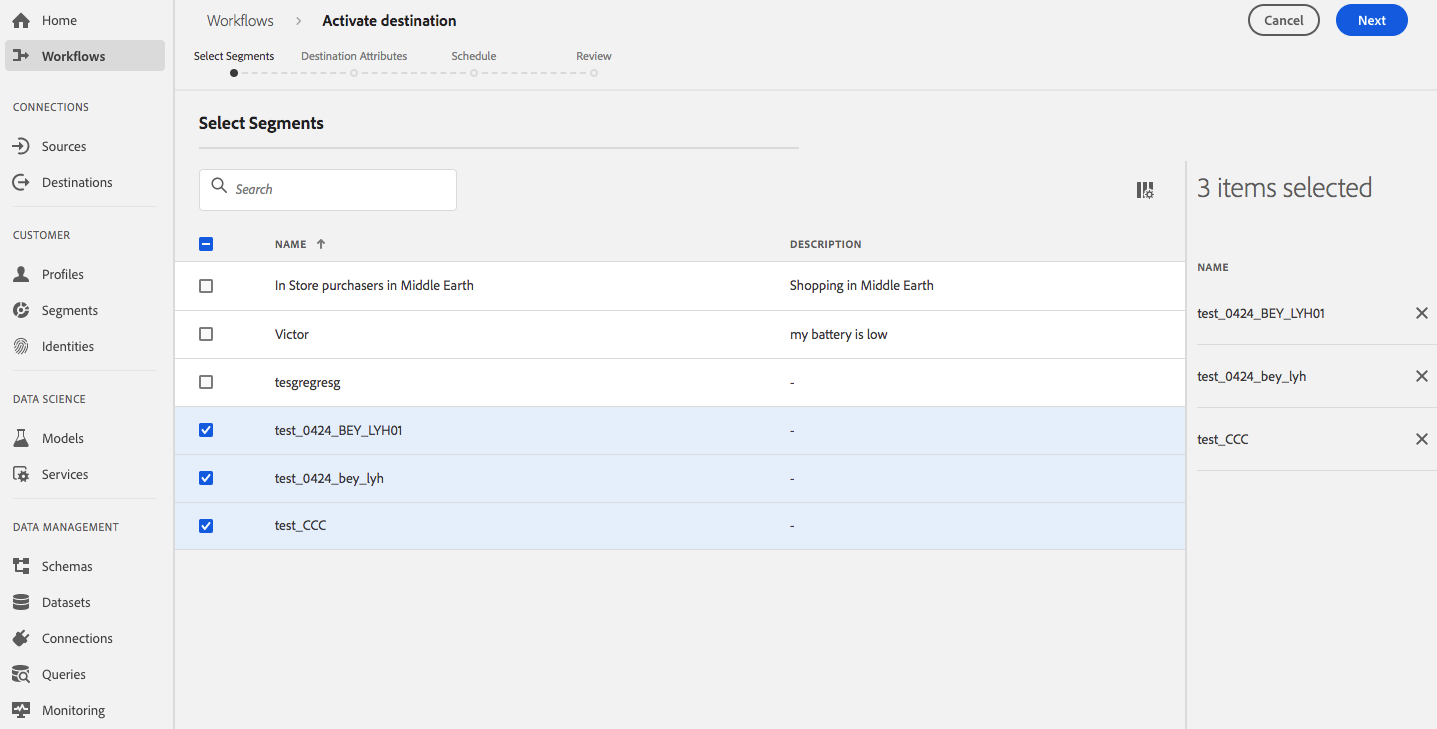 Home
Workflows
CONNECTIONS
Sources
Destinations
CUSTOMER
Profiles
Segments
Identities
DATA SCIENCE
Models
Services
DATA MANAGEMENT
Schemas
Datasets
Connections
Queries
Monitoring
Workflows > Activate destination
Cancel
Next
Select Segments Destination Attributes Schedule Review
Select Segments
Search
NAME DESCRIPTION
In Store purchasers in Middle Earth Shopping in Middle Earth
Victor my battery is low
tesgregresg -
test_0424_BEY_LYH01 -
test_0424_bey_lyh -
test_CCC -
3 items selected
NAME
test_0424_BEY_LYH01
test_0424_bey_lyh
test_CCC